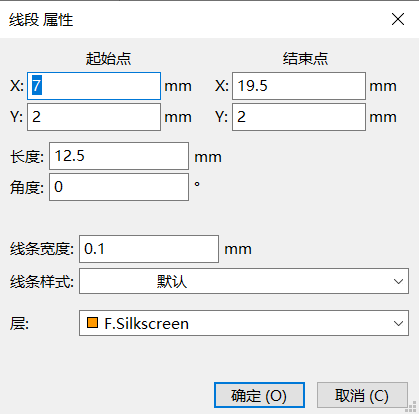 线段 属性
起始点 结束点
X: 7 mm X: 19.5 mm
Y: 2 mm Y: 2 mm
长度: 12.5 mm
角度: 0 °
线条宽度: 0.1 mm
线条样式: 默认
层: F.Silkscreen
确定 (O) 取消 (C)